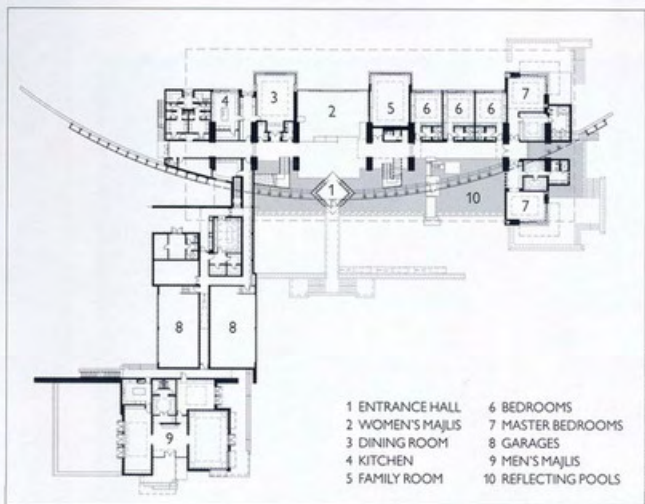 4
3
2
5
6
6
6
7
1
10
7
8
8
9
1 ENTRANCE HALL
2 WOMEN'S MAJLIS
3 DINING ROOM
4 KITCHEN
5 FAMILY ROOM
6 BEDROOMS
7 MASTER BEDROOMS
8 GARAGES
9 MEN'S MAJLIS
10 REFLECTING POOLS